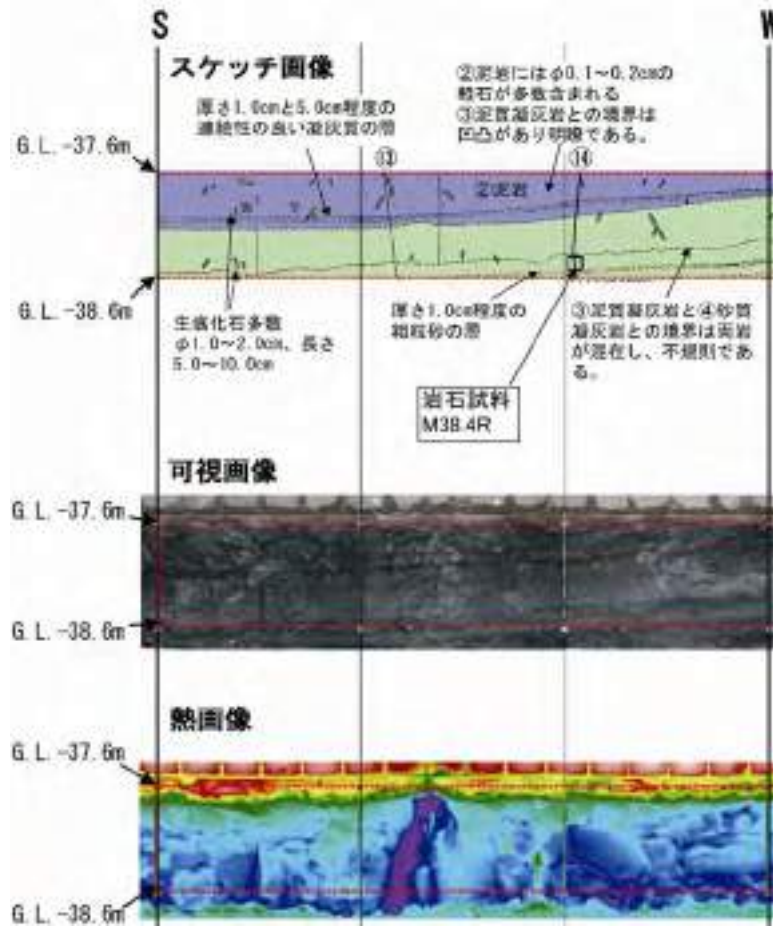 S
W
スケッチ画像
②泥岩にはφ0.1～0.2cmの
軽石が多数含まれる
③泥質凝灰岩との境界は
凹凸があり明瞭である。
厚さ1.0cmと5.0cm程度の
連続性の良い凝灰質の層
G.L.-37.6m
⑬
⑭
②泥岩
G.L.-38.6m
生痕化石多数
φ1.0～2.0cm、長さ
5.0～10.0cm
厚さ1.0cm程度の
粗粒砂の層
③泥質凝灰岩と④砂質
凝灰岩との境界は両岩
が混在し、不規則であ
る。
岩石試料
M38.4R
可視画像
G.L.-37.6m
G.L.-38.6m
熱画像
G.L.-37.6m
G.L.-38.6m